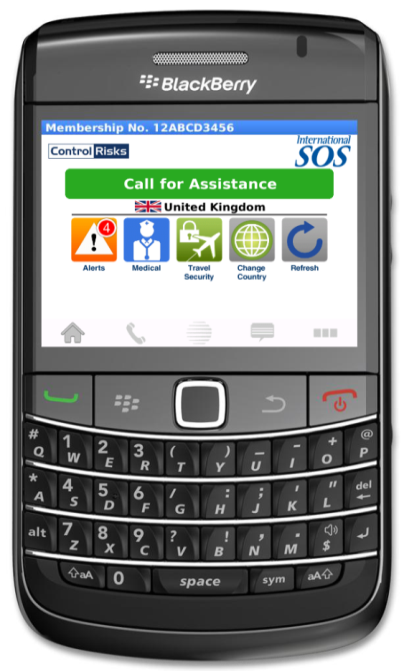 BlackBerry
Membership No. 12ABCD3456
Control Risks
International
SOS
Call for Assistance
United Kingdom
4
Alerts
Medical
Travel
Security
Change
Country
Refresh
# Q 1 W 2 E 3 R ( T ) Y _ U - I + O @ P
* A 4 S 5 D 6 F / G : H ; J ' K " L del
alt 7 Z 8 X 9 C ? V ! B , N . M $
aA 0 space sym aA